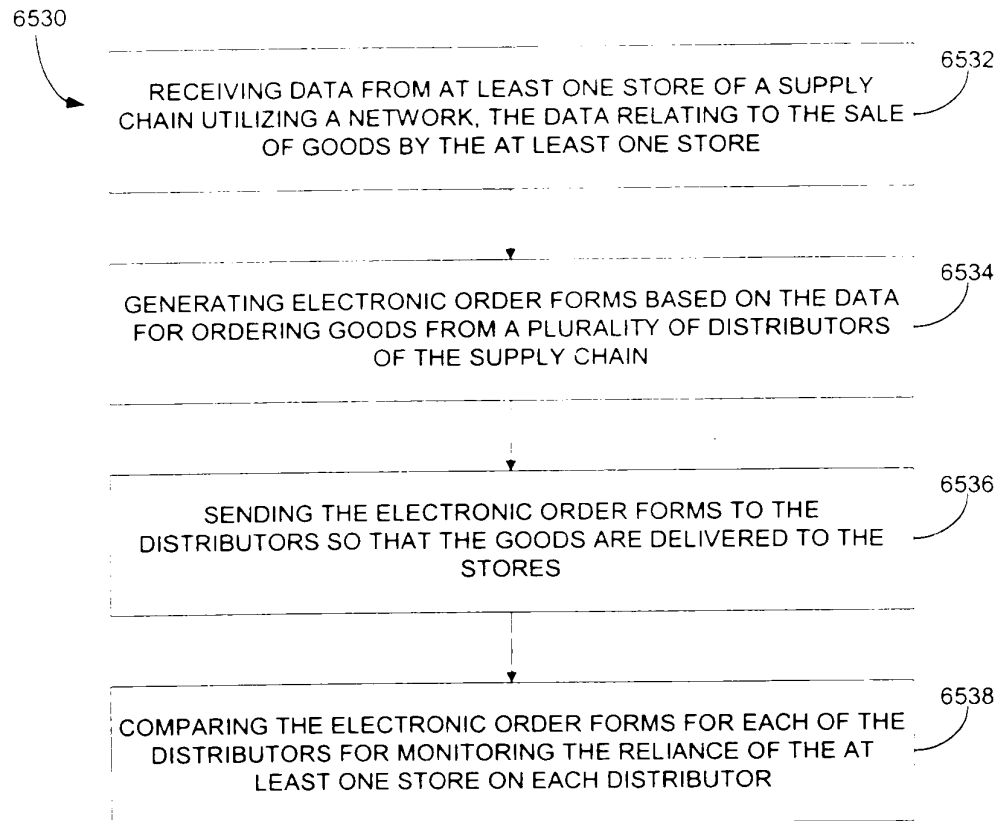 6530
6532
RECEIVING DATA FROM AT LEAST ONE STORE OF A SUPPLY
CHAIN UTILIZING A NETWORK, THE DATA RELATING TO THE SALE
OF GOODS BY THE AT LEAST ONE STORE
6534
GENERATING ELECTRONIC ORDER FORMS BASED ON THE DATA
FOR ORDERING GOODS FROM A PLURALITY OF DISTRIBUTORS
OF THE SUPPLY CHAIN
6536
SENDING THE ELECTRONIC ORDER FORMS TO THE
DISTRIBUTORS SO THAT THE GOODS ARE DELIVERED TO THE
STORES
6538
COMPARING THE ELECTRONIC ORDER FORMS FOR EACH OF THE
DISTRIBUTORS FOR MONITORING THE RELIANCE OF THE AT
LEAST ONE STORE ON EACH DISTRIBUTOR